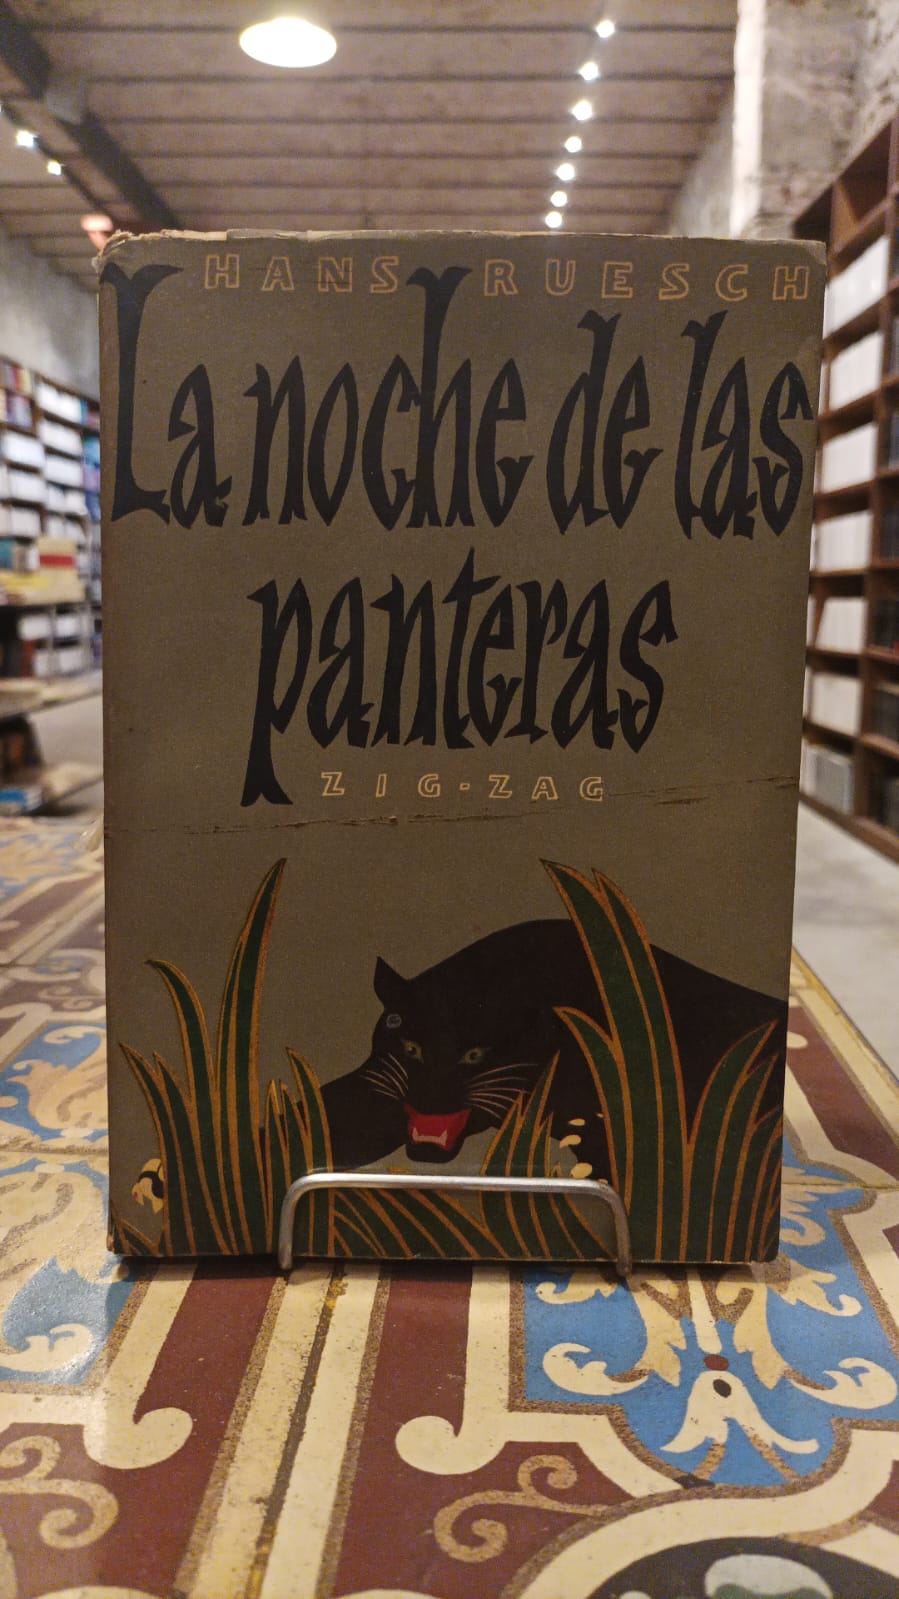 HANS RUESCH
La noche de las
panteras
ZIG-ZAG